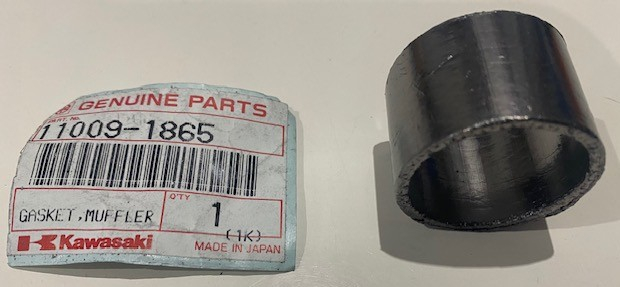 GENUINE PARTS
PART No.
11009-1865
GASKET,MUFFLER
Q'TY
1
(1K)
Kawasaki
MADE IN JAPAN